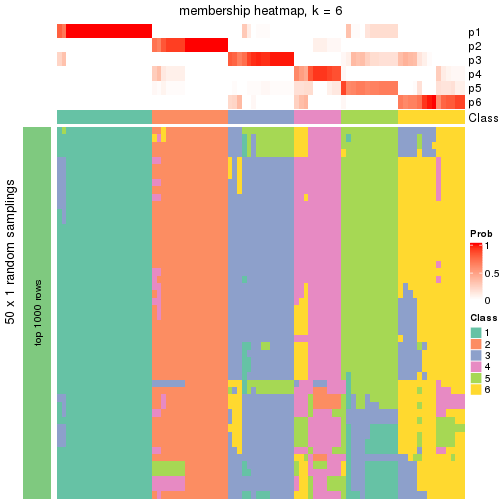 membership heatmap, k = 6
p1
p2
p3
p4
p5
p6
Class
50 x 1 random samplings
top 1000 rows
Prob
1
0.5
0
Class
1
2
3
4
5
6